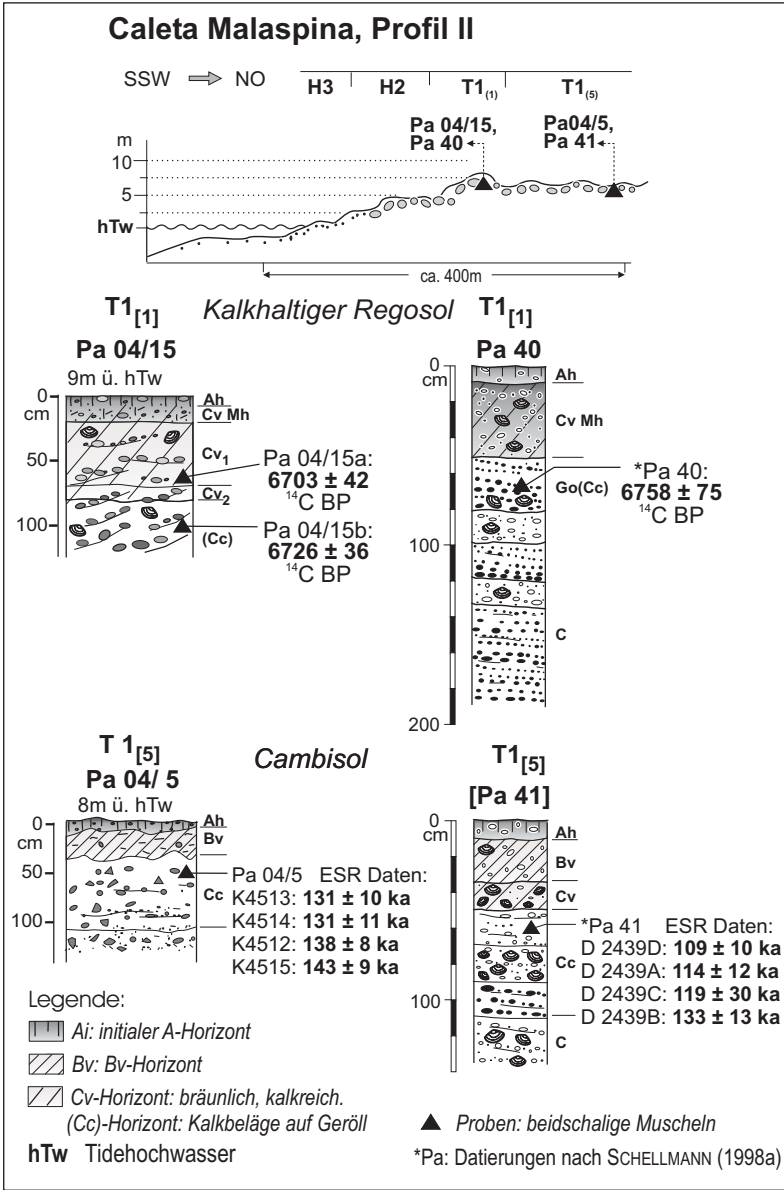 Caleta Malaspina, Profil II
SSW NO
H3 H2 T1(1) T1(5)
Pa 04/15, Pa04/5,
Pa 40 Pa 41
m
10
5
hTw
ca. 400m
T1[1] Kalkhaltiger Regosol T1[1]
Pa 04/15
9m ü. hTw
0
cm
50
100
Ah
Cv Mh
Cv1
Cv2
(Cc)
Pa 04/15a:
6703 ± 42
14C BP
Pa 04/15b:
6726 ± 36
14C BP
Pa 40
0
cm
100
200
Ah
Cv Mh
Go(Cc)
C
*Pa 40:
6758 ± 75
14C BP
T 1[5] Cambisol T1[5]
Pa 04/ 5
8m ü. hTw
0
cm
50
100
Ah
Bv
Cc
Pa 04/5 ESR Daten:
K4513: 131 ± 10 ka
K4514: 131 ± 11 ka
K4512: 138 ± 8 ka
K4515: 143 ± 9 ka
[Pa 41]
0
cm
100
Ah
Bv
Cv
Cc
C
*Pa 41 ESR Daten:
D 2439D: 109 ± 10 ka
D 2439A: 114 ± 12 ka
D 2439C: 119 ± 30 ka
D 2439B: 133 ± 13 ka
Legende:
Ai: initialer A-Horizont
Bv: Bv-Horizont
Cv-Horizont: bräunlich, kalkreich.
(Cc)-Horizont: Kalkbeläge auf Geröll
hTw Tidehochwasser
Proben: beidschalige Muscheln
*Pa: Datierungen nach SCHELLMANN (1998a)